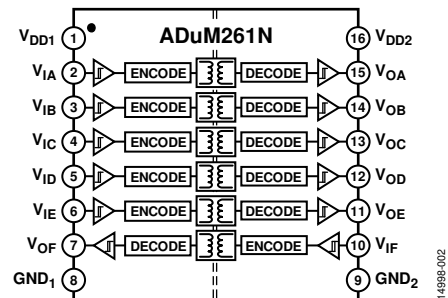 ADuM261N
VDD1 1 16 VDD2
VIA 2 ENCODE DECODE 15 VOA
VIB 3 ENCODE DECODE 14 VOB
VIC 4 ENCODE DECODE 13 VOC
VID 5 ENCODE DECODE 12 VOD
VIE 6 ENCODE DECODE 11 VOE
VOF 7 DECODE ENCODE 10 VIF
GND1 8 9 GND2
14998-002